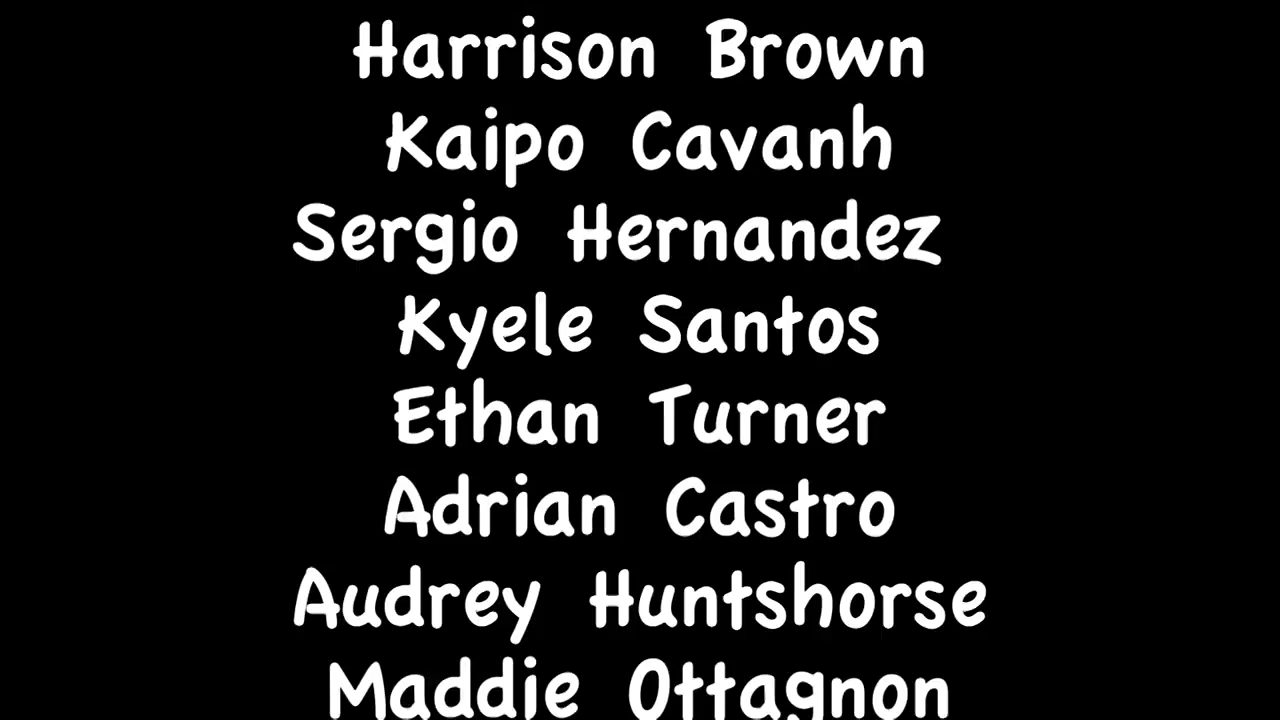 Harrison Brown
Kaipo Cavanh
Sergio Hernandez
Kyele Santos
Ethan Turner
Adrian Castro
Audrey Huntshorse
Maddie Ottagnon